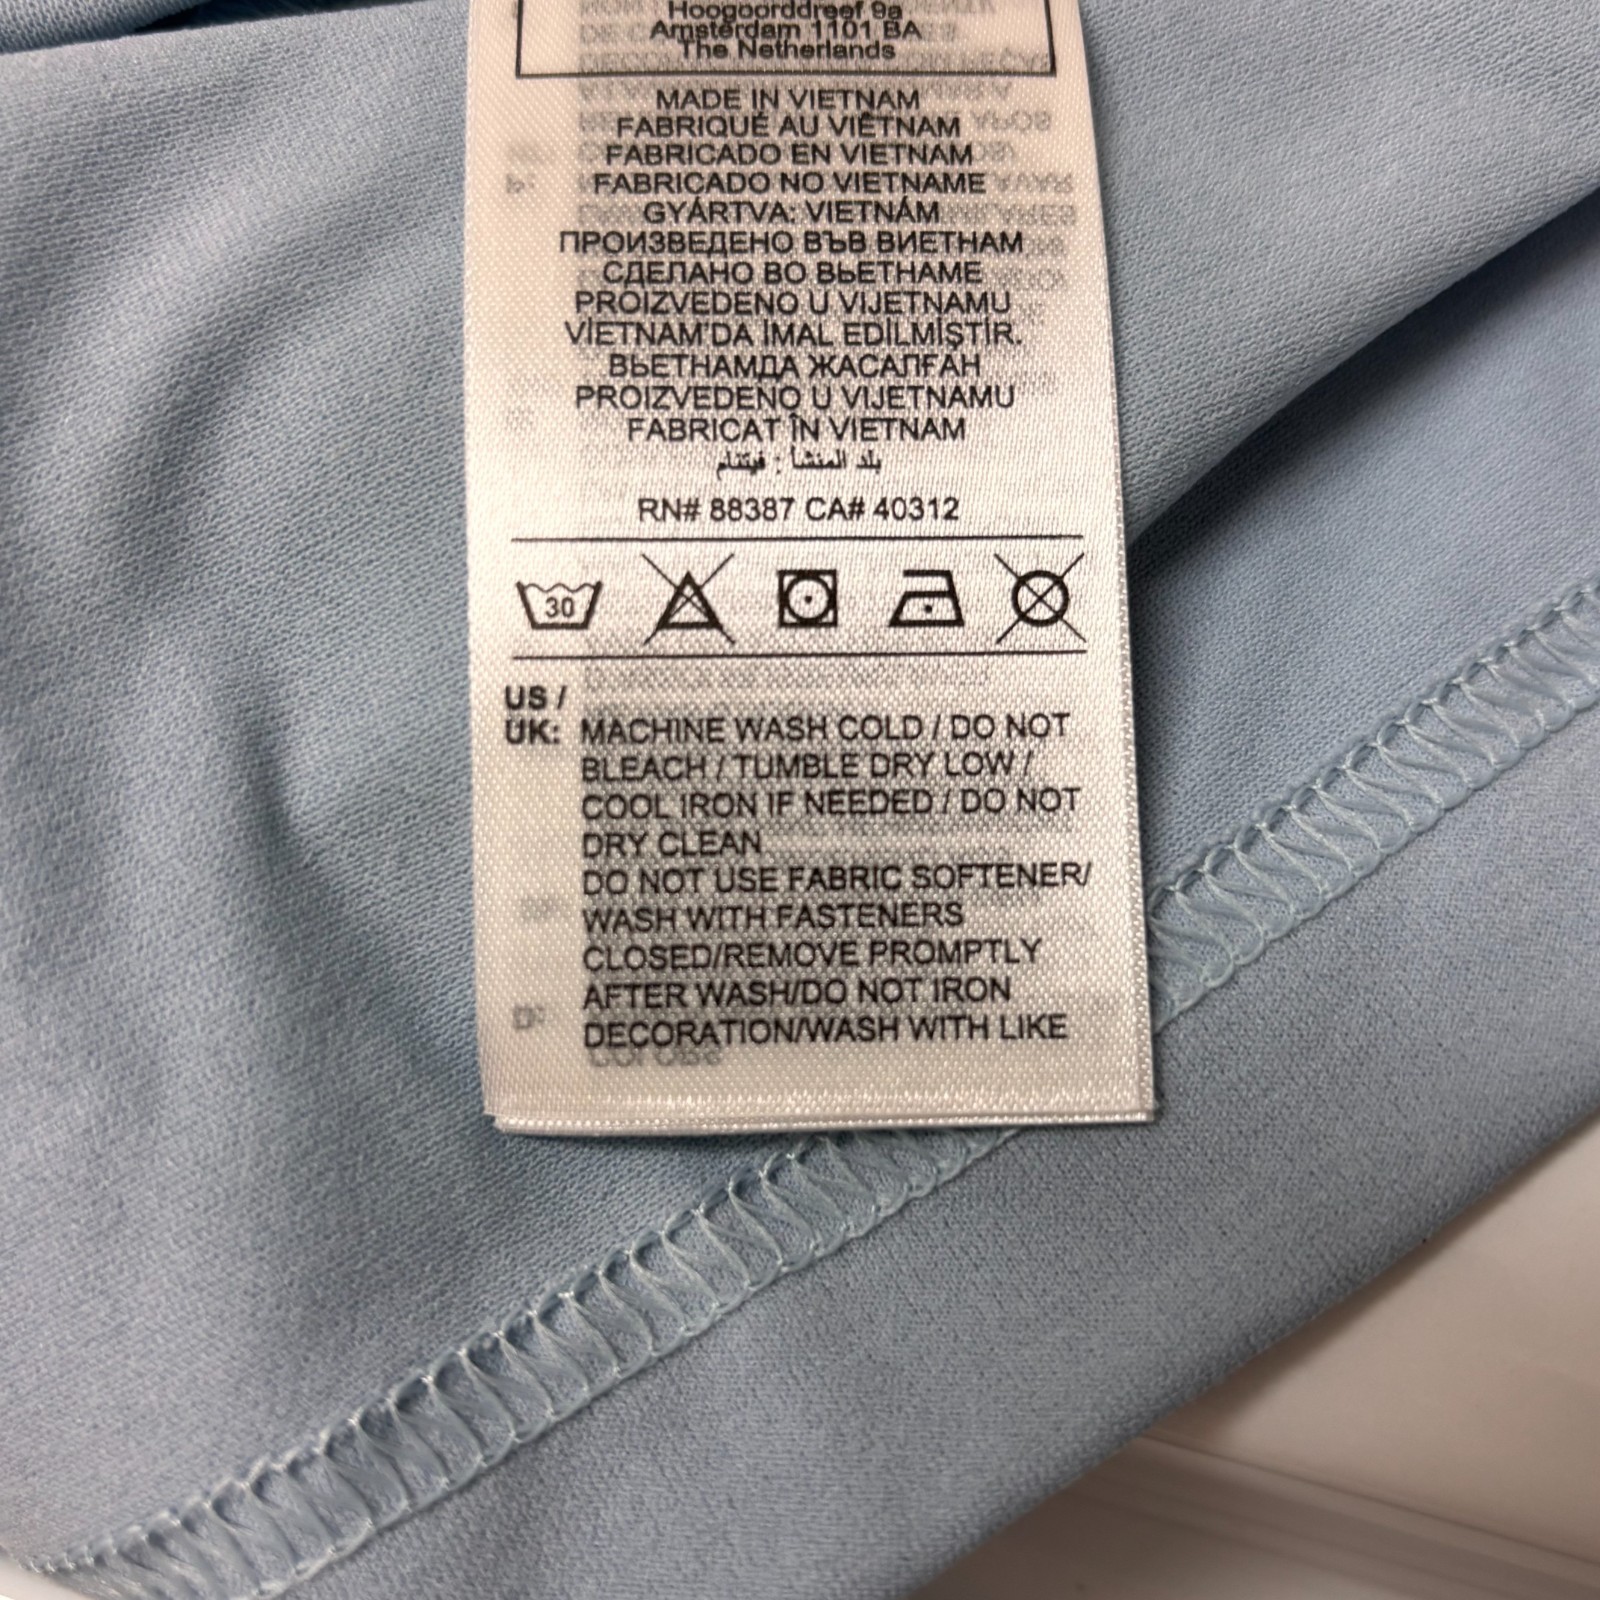 Hoogoorddreef 9a
Amsterdam 1101 BA
The Netherlands
MADE IN VIETNAM
FABRIQUÉ AU VIÊTNAM
FABRICADO EN VIETNAM
FABRICADO NO VIETNAME
GYÁRTVA: VIETNÁM
ПРОИЗВЕДЕНО ВЪВ ВИЕТНАМ
СДЕЛАНО ВО ВЬЕТНАМЕ
PROIZVEDENO U VIJETNAMU
VİETNAM'DA İMAL EDİLMİŞTİR.
ВЬЕТНАМДА ЖАСАЛҒАН
PROIZVEDENO U VIJETNAMU
FABRICAT ÎN VIETNAM
بلد المنشأ : فيتنام
RN# 88387 CA# 40312
30
US /
UK: MACHINE WASH COLD / DO NOT
BLEACH / TUMBLE DRY LOW /
COOL IRON IF NEEDED / DO NOT
DRY CLEAN
DO NOT USE FABRIC SOFTENER/
WASH WITH FASTENERS
CLOSED/REMOVE PROMPTLY
AFTER WASH/DO NOT IRON
DECORATION/WASH WITH LIKE